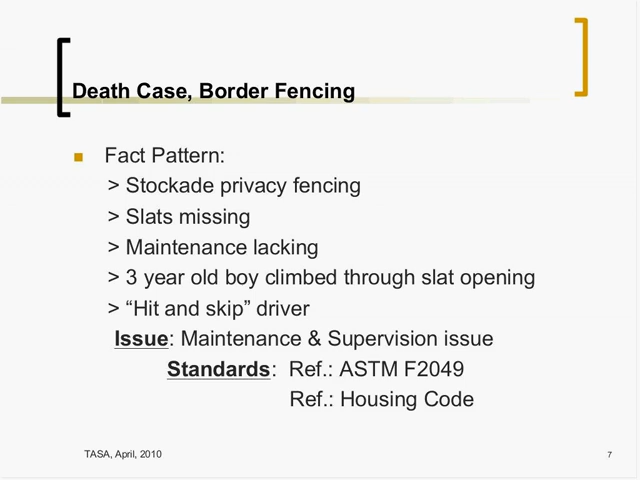 Death Case, Border Fencing
Fact Pattern:
> Stockade privacy fencing
> Slats missing
> Maintenance lacking
> 3 year old boy climbed through slat opening
> “Hit and skip” driver
Issue: Maintenance & Supervision issue
Standards: Ref.: ASTM F2049
Ref.: Housing Code
TASA, April, 2010
7